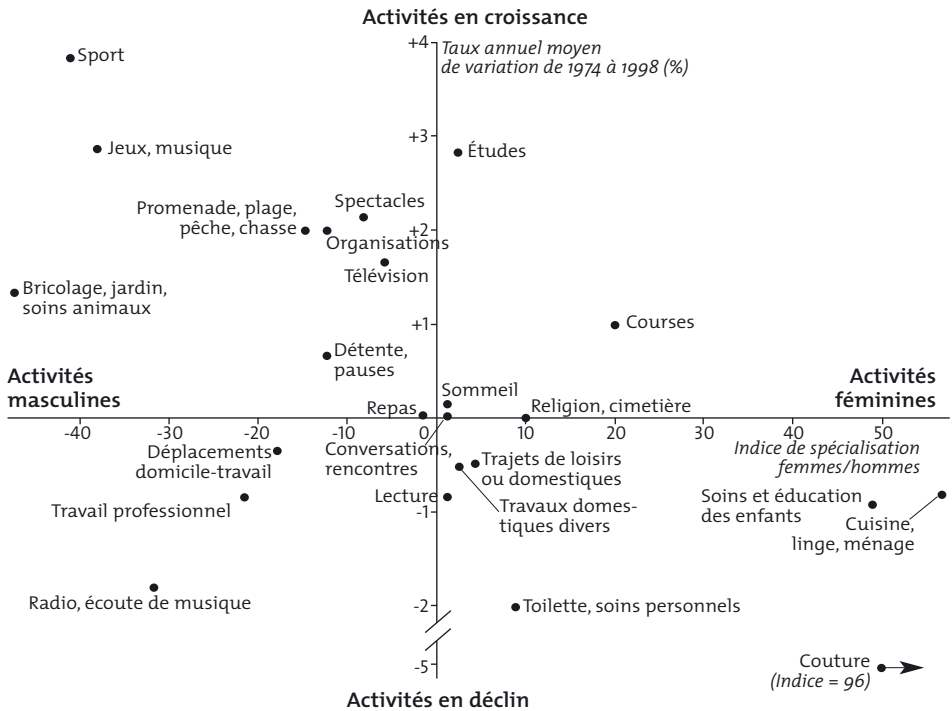 Activités en croissance
+4
Taux annuel moyen
de variation de 1974 à 1998 (%)
Sport
+3
Jeux, musique
Études
Spectacles
Promenade, plage,
pêche, chasse
+2
Organisations
Télévision
Bricolage, jardin,
soins animaux
+1
Courses
Détente,
pauses
Activités
masculines
Activités
féminines
Sommeil
Repas
Religion, cimetière
-40
-30
-20
-10
10
20
30
40
50
Conversations,
rencontres
Indice de spécialisation
femmes/hommes
Déplacements
domicile-travail
Trajets de loisirs
ou domestiques
Lecture
Travaux domes-
tiques divers
Soins et éducation
des enfants
Travail professionnel
-1
Cuisine,
linge, ménage
Radio, écoute de musique
-2
Toilette, soins personnels
-5
Couture
(Indice = 96)
Activités en déclin